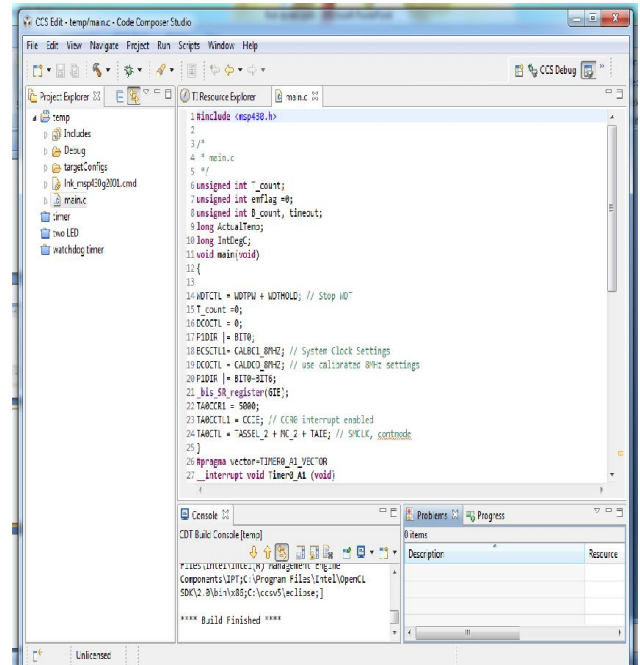 CCS Edit - temp/main.c - Code Composer Studio
File Edit View Navigate Project Run Scripts Window Help
CCS Debug
Project Explorer
TI Resource Explorer
main.c
temp
Includes
Debug
targetConfigs
lnk_msp430g2001.cmd
main.c
timer
two LED
watchdog timer
1 #include <msp430.h>
2
3 /*
4 * main.c
5 */
6 unsigned int T_count;
7 unsigned int enflag =0;
8 unsigned int B_count, timeout;
9 long ActualTemp;
10 long IntDegC;
11 void main(void)
12 {
13
14 WDTCTL = WDTPW + WDTHOLD; // Stop WDT
15 T_count =0;
16 DCOCTL = 0;
17 P1DIR |= BIT0;
18 BCSCTL1= CALBC1_8MHZ; // System Clock Settings
19 DCOCTL = CALDCO_8MHZ; // use calibrated 8MHz settings
20 P1DIR |= BIT0+BIT6;
21 _bis_SR_register(GIE);
22 TA0CCR1 = 5000;
23 TA0CCTL1 = CCIE; // CCR0 interrupt enabled
24 TA0CTL = TASSEL_2 + MC_2 + TAIE; // SMCLK, contmode
25 }
26 #pragma vector=TIMER0_A1_VECTOR
27 __interrupt void Timer0_A1 (void)
Console
CDT Build Console [temp]
Files\Intel\Intel(R) Management Engine
Components\IPT;C:\Program Files\Intel\OpenCL
SDK\2.0\bin\x86;C:\ccsv5\eclipse;]
**** Build Finished ****
Problems
Progress
0 items
Description
Resource
Unlicensed